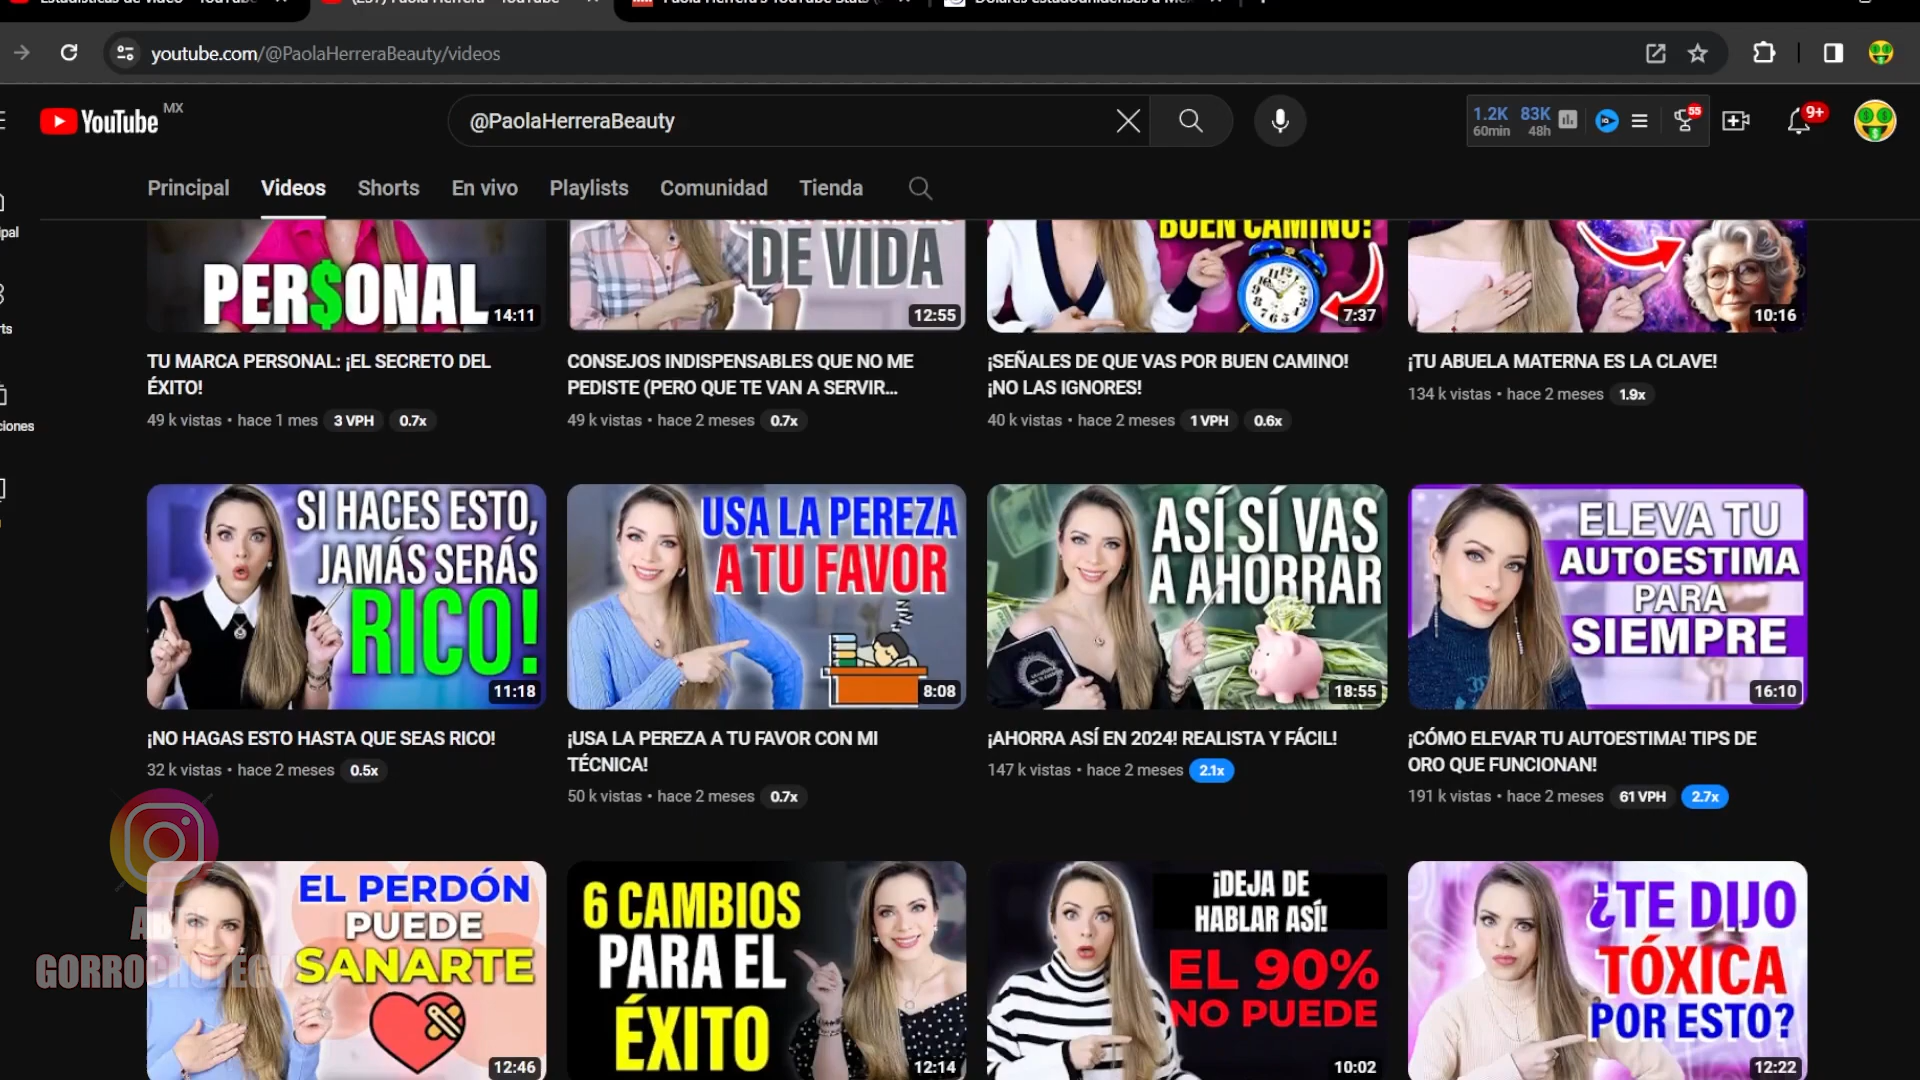 youtube.com/@PaolaHerreraBeauty/videos
YouTube MX
@PaolaHerreraBeauty
1.2K 83K
60min 48h
55
9+
Principal Videos Shorts En vivo Playlists Comunidad Tienda
PER$ONAL
14:11
DE VIDA
12:55
BUEN CAMINO!
7:37
10:16
TU MARCA PERSONAL: ¡EL SECRETO DEL
ÉXITO!
49 k vistas • hace 1 mes 3 VPH 0.7x
CONSEJOS INDISPENSABLES QUE NO ME
PEDISTE (PERO QUE TE VAN A SERVIR...
49 k vistas • hace 2 meses 0.7x
¡SEÑALES DE QUE VAS POR BUEN CAMINO!
¡NO LAS IGNORES!
40 k vistas • hace 2 meses 1 VPH 0.6x
¡TU ABUELA MATERNA ES LA CLAVE!
134 k vistas • hace 2 meses 1.9x
SI HACES ESTO,
JAMÁS SERÁS
RICO!
11:18
USA LA PEREZA
A TU FAVOR
8:08
ASÍ SÍ VAS
A AHORRAR
18:55
ELEVA TU
AUTOESTIMA
PARA
SIEMPRE
16:10
¡NO HAGAS ESTO HASTA QUE SEAS RICO!
32 k vistas • hace 2 meses 0.5x
¡USA LA PEREZA A TU FAVOR CON MI
TÉCNICA!
50 k vistas • hace 2 meses 0.7x
¡AHORRA ASÍ EN 2024! REALISTA Y FÁCIL!
147 k vistas • hace 2 meses 2.1x
¡CÓMO ELEVAR TU AUTOESTIMA! TIPS DE
ORO QUE FUNCIONAN!
191 k vistas • hace 2 meses 61 VPH 2.7x
EL PERDÓN
PUEDE
SANARTE
12:46
6 CAMBIOS
PARA EL
ÉXITO
12:14
¡DEJA DE
HABLAR ASÍ!
EL 90%
NO PUEDE
10:02
¿TE DIJO
TÓXICA
POR ESTO?
12:22